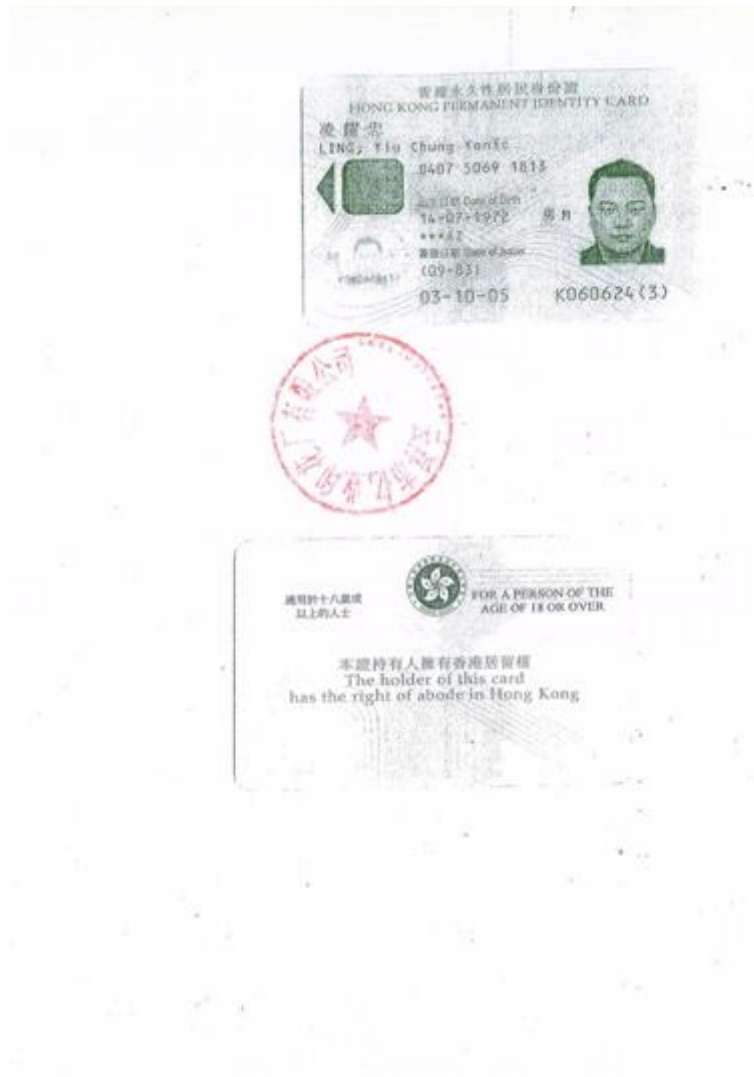 香港永久性居民身份證
HONG KONG PERMANENT IDENTITY CARD
凌耀忠
LING, Yiu Chung
0407 5069 1813
出生日期 Date of Birth
14-07-1972 男 M
***AZ
簽發日期 Date of Issue
(09-83)
03-10-05 K060624(3)
有限公司
適用於十八歲或
以上的人士
FOR A PERSON OF THE
AGE OF 18 OR OVER
本證持有人擁有香港居留權
The holder of this card
has the right of abode in Hong Kong